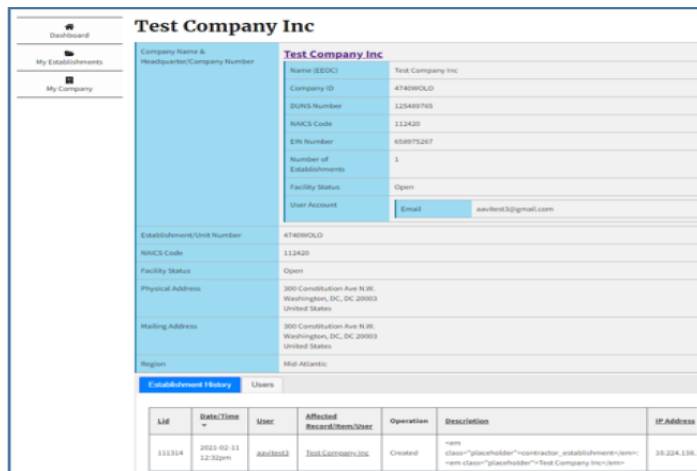 Test Company Inc
Dashboard
My Establishments
My Company
Company Name &
Headquarter/Company Number
Test Company Inc
Name (EEOC)
Test Company Inc
Company ID
4740WOLO
DUNS Number
125489765
NAICS Code
112420
EIN Number
658975267
Number of
Establishments
1
Facility Status
Open
User Account
Email
aavitest3@gmail.com
Establishment/Unit Number
4740WOLO
NAICS Code
112420
Facility Status
Open
Physical Address
300 Constitution Ave N.W.
Washington, DC, DC 20003
United States
Mailing Address
300 Constitution Ave N.W.
Washington, DC, DC 20003
United States
Region
Mid-Atlantic
Establishment History
Users
Lid
Date/Time
User
Affected
Record/Item/User
Operation
Description
IP Address
111314
2021-02-11
12:32pm
aavitest3
Test Company Inc
Created
<em
class="placeholder">contractor_establishment</em>:
<em class="placeholder">Test Company Inc</em>